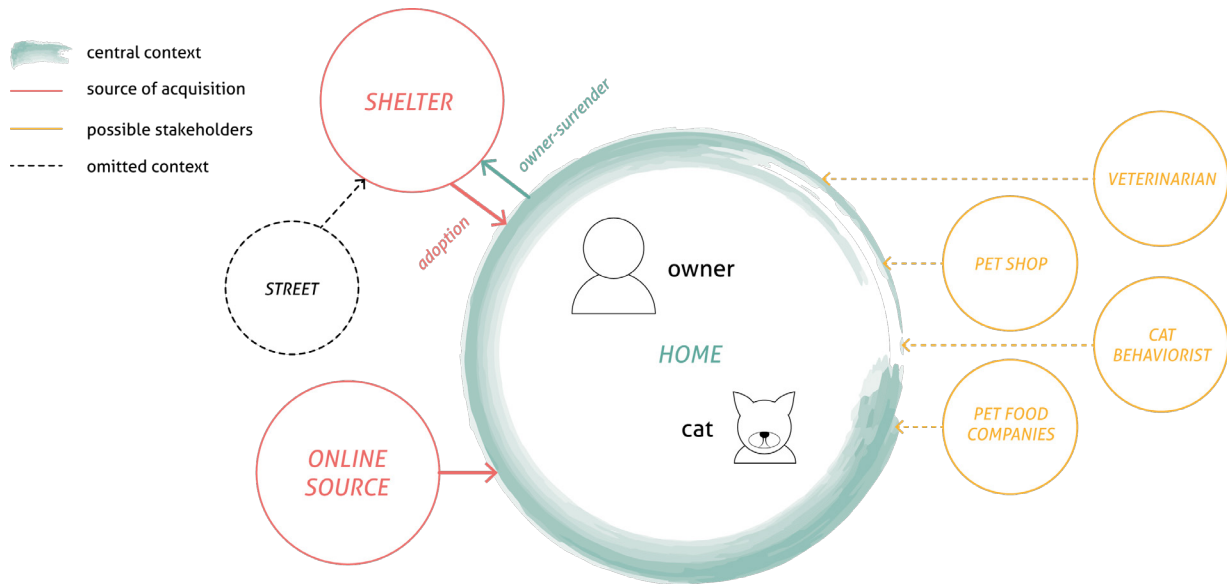 central context
source of acquisition
possible stakeholders
omitted context
SHELTER
owner-surrender
adoption
STREET
ONLINE
SOURCE
owner
HOME
cat
VETERINARIAN
PET SHOP
CAT
BEHAVIORIST
PET FOOD
COMPANIES